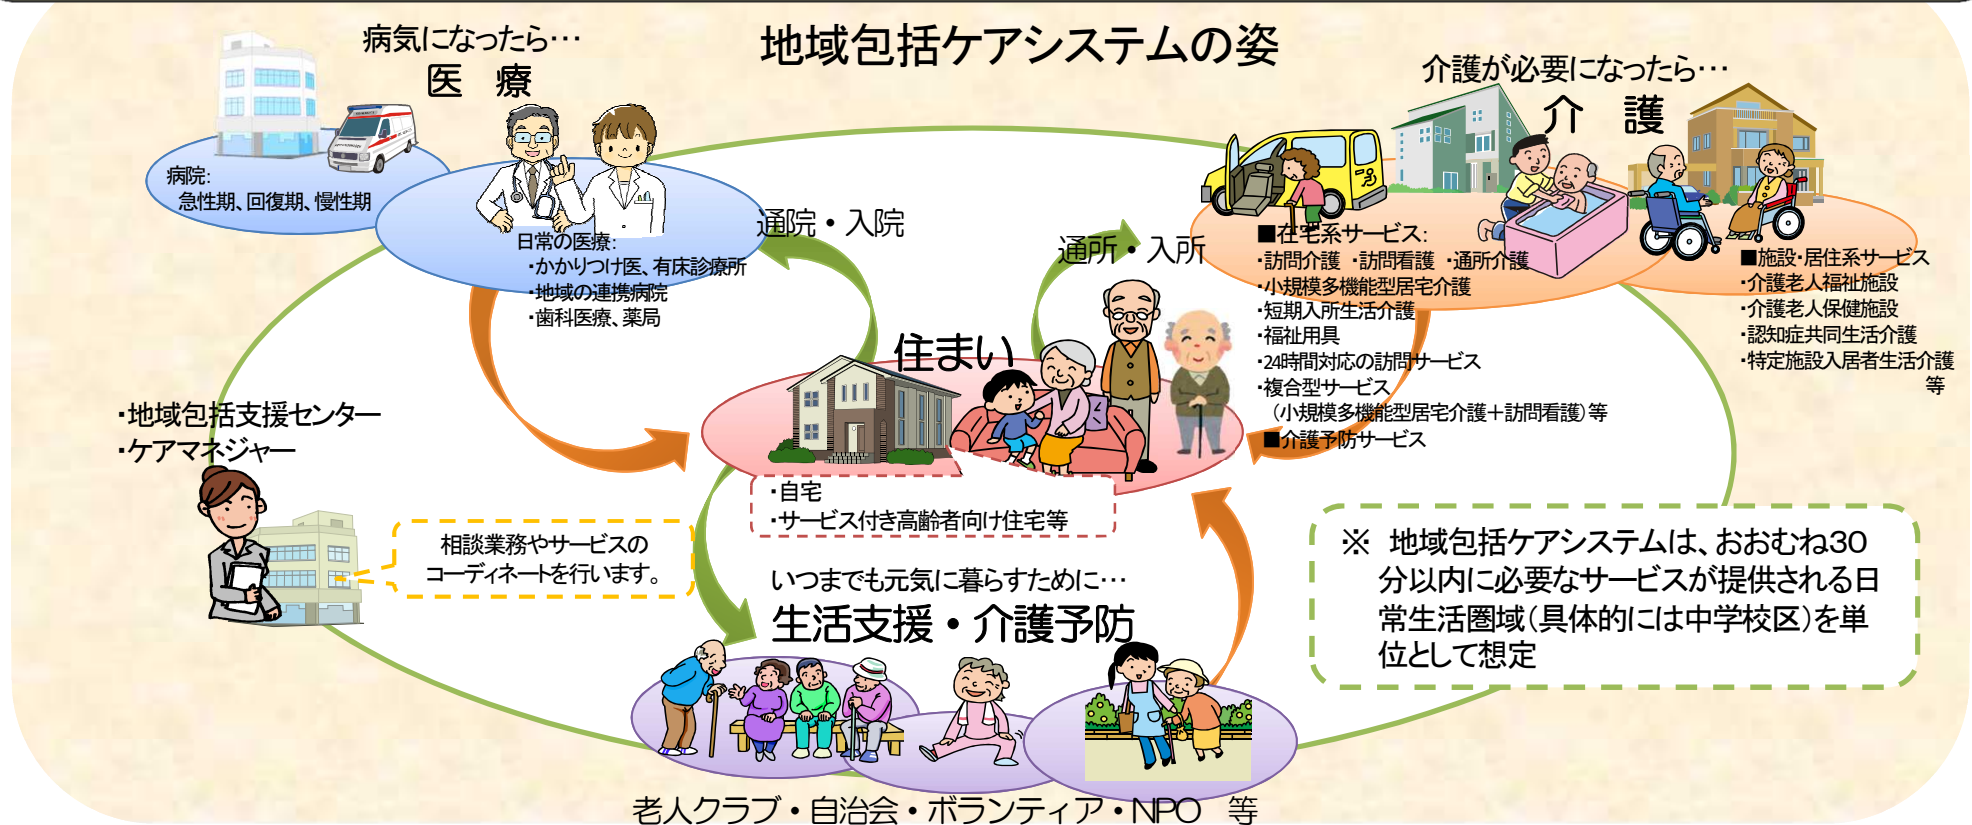 地域包括ケアシステムの姿
病気になったら…
医　療
病院:
急性期、回復期、慢性期
日常の医療:
・かかりつけ医、有床診療所
・地域の連携病院
・歯科医療、薬局
通院・入院
通所・入所
介護が必要になったら…
介　護
■在宅系サービス:
・訪問介護 ・訪問看護 ・通所介護
・小規模多機能型居宅介護
・短期入所生活介護
・福祉用具
・24時間対応の訪問サービス
・複合型サービス
（小規模多機能型居宅介護＋訪問看護）等
■介護予防サービス
■施設・居住系サービス
・介護老人福祉施設
・介護老人保健施設
・認知症共同生活介護
・特定施設入居者生活介護
等
住まい
・自宅
・サービス付き高齢者向け住宅等
・地域包括支援センター
・ケアマネジャー
相談業務やサービスの
コーディネートを行います。
いつまでも元気に暮らすために…
生活支援・介護予防
老人クラブ・自治会・ボランティア・NPO　等
※　地域包括ケアシステムは、おおむね30
分以内に必要なサービスが提供される日
常生活圏域（具体的には中学校区）を単
位として想定